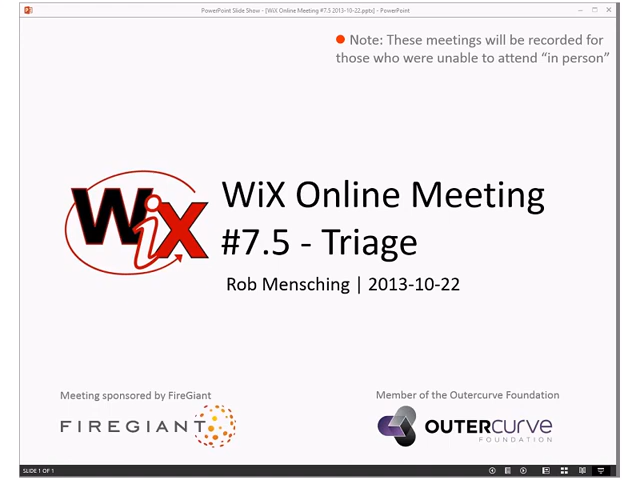 PowerPoint Slide Show - [WiX Online Meeting #7.5 2013-10-22.pptx] - PowerPoint
Note: These meetings will be recorded for
those who were unable to attend “in person”
WiX
WiX Online Meeting
#7.5 - Triage
Rob Mensching | 2013-10-22
Meeting sponsored by FireGiant
FIREGIANT
Member of the Outercurve Foundation
OUTERCURVE
FOUNDATION
SLIDE 1 OF 1